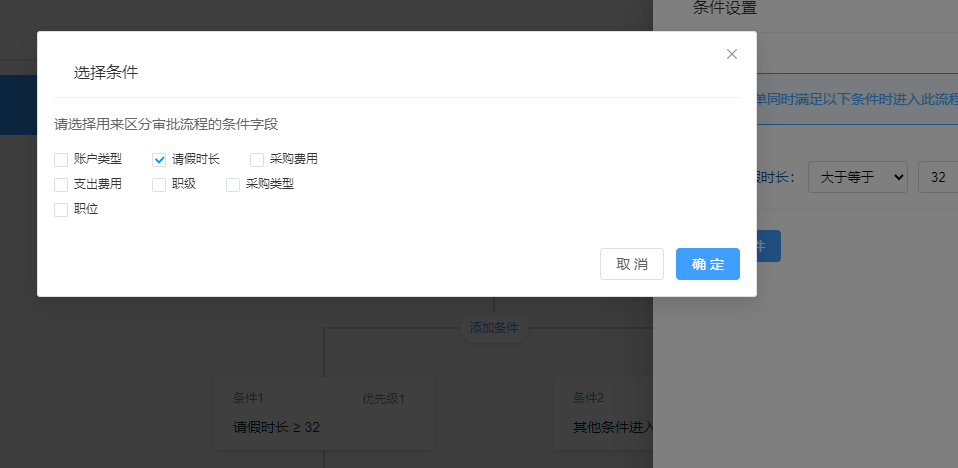 条件设置
选择条件
请选择用来区分审批流程的条件字段
单同时满足以下条件时进入此流程
账户类型 请假时长 采购费用
假时长： 大于等于 32
支出费用 职级 采购类型
职位
件
取 消 确 定
添加条件
条件1 优先级1
条件2
请假时长 ≥ 32
其他条件进入